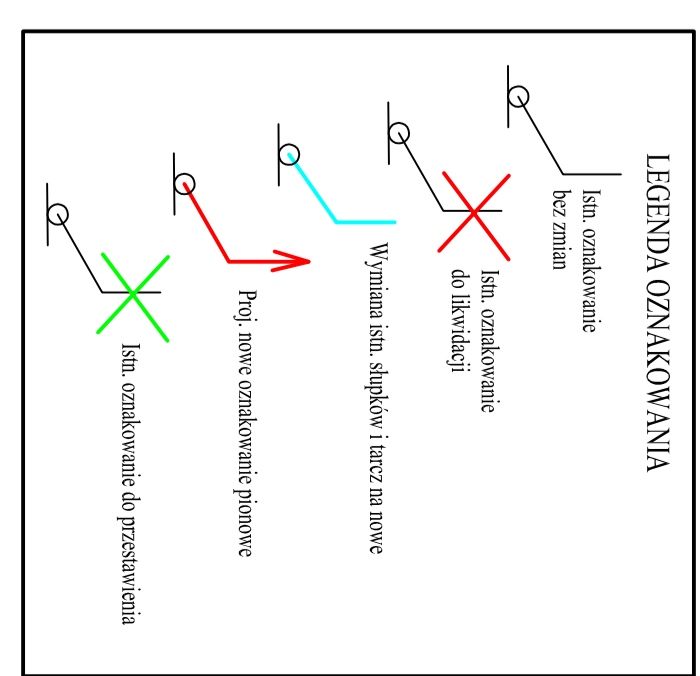 LEGENDA OZNAKOWANIA
Istn. oznakowanie
bez zmian
Istn. oznakowanie
do likwidacji
Wymiana istn. słupków i tarcz na nowe
Proj. nowe oznakowanie pionowe
Istn. oznakowanie do przestawienia